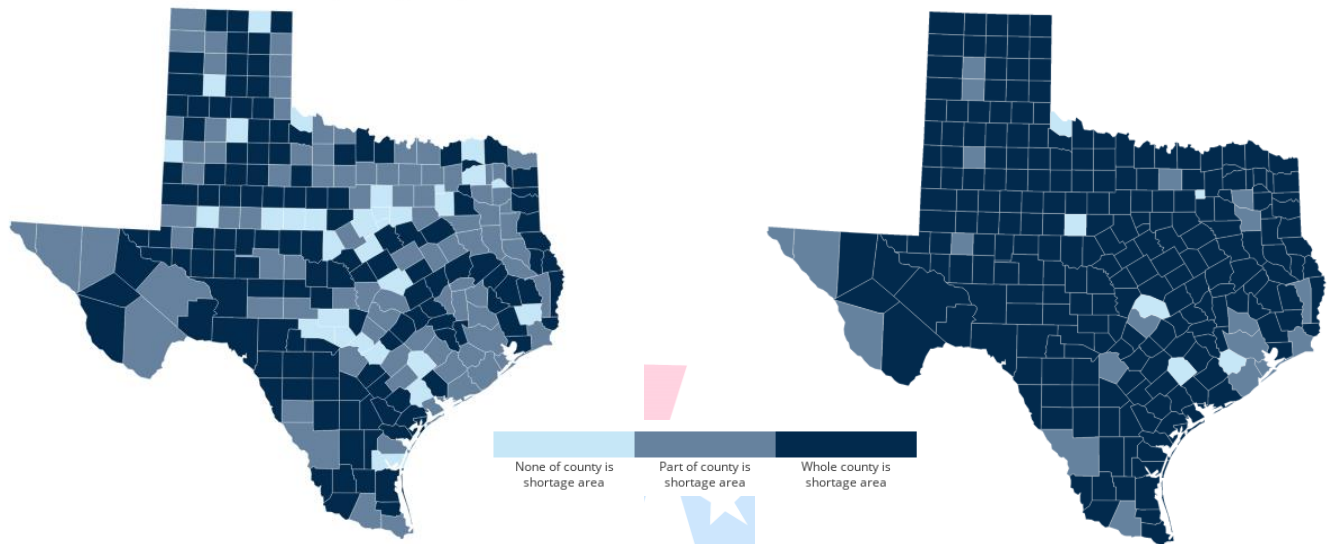 None of county is
shortage area
Part of county is
shortage area
Whole county is
shortage area